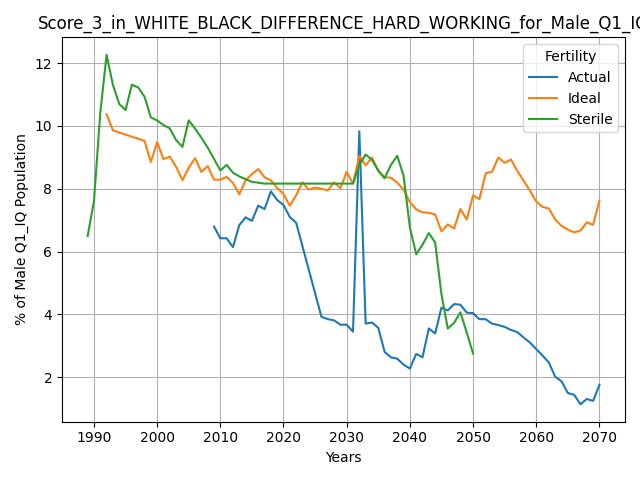 Score_3_in_WHITE_BLACK_DIFFERENCE_HARD_WORKING_for_Male_Q1_IQ
Fertility
Actual
Ideal
Sterile
% of Male Q1_IQ Population
12
10
8
6
4
2
1990 2000 2010 2020 2030 2040 2050 2060 2070
Years